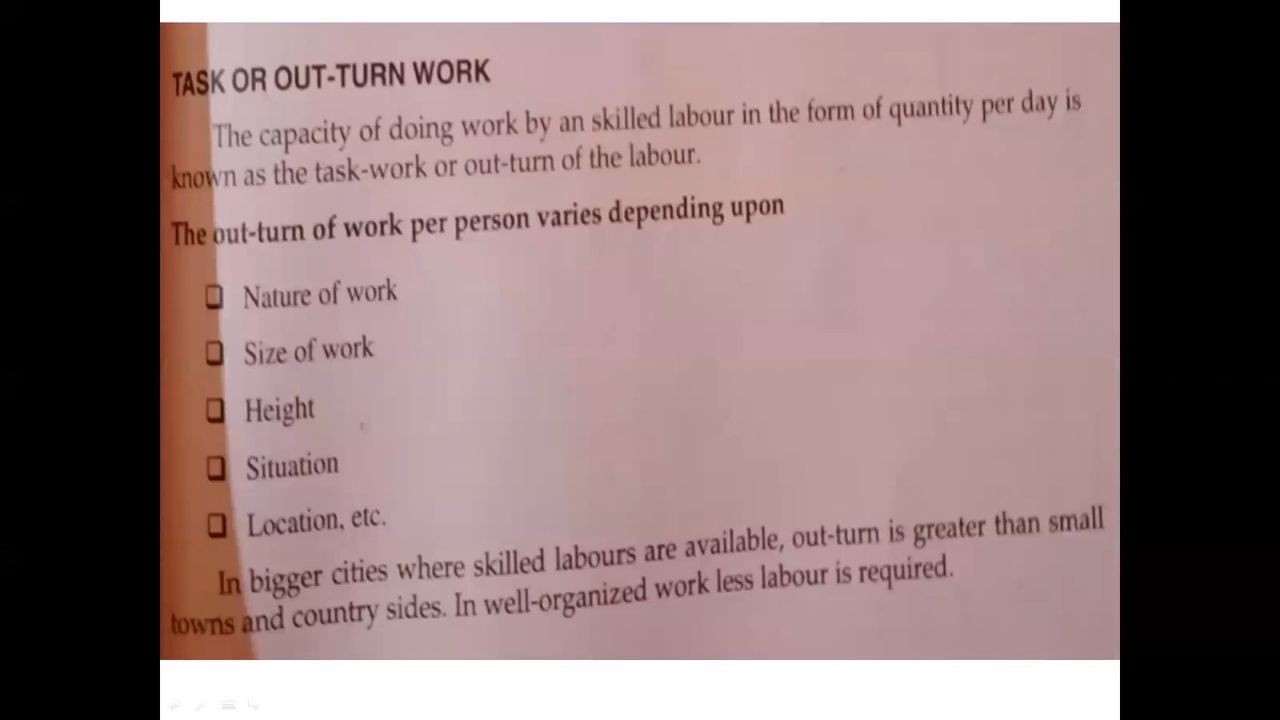 TASK OR OUT-TURN WORK
The capacity of doing work by an skilled labour in the form of quantity per day is
known as the task-work or out-turn of the labour.
The out-turn of work per person varies depending upon
❑ Nature of work
❑ Size of work
❑ Height
❑ Situation
❑ Location, etc.
In bigger cities where skilled labours are available, out-turn is greater than small
towns and country sides. In well-organized work less labour is required.